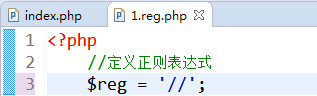 index.php 1.reg.php
1 <?php
2 //定义正则表达式
3 $reg = '//';